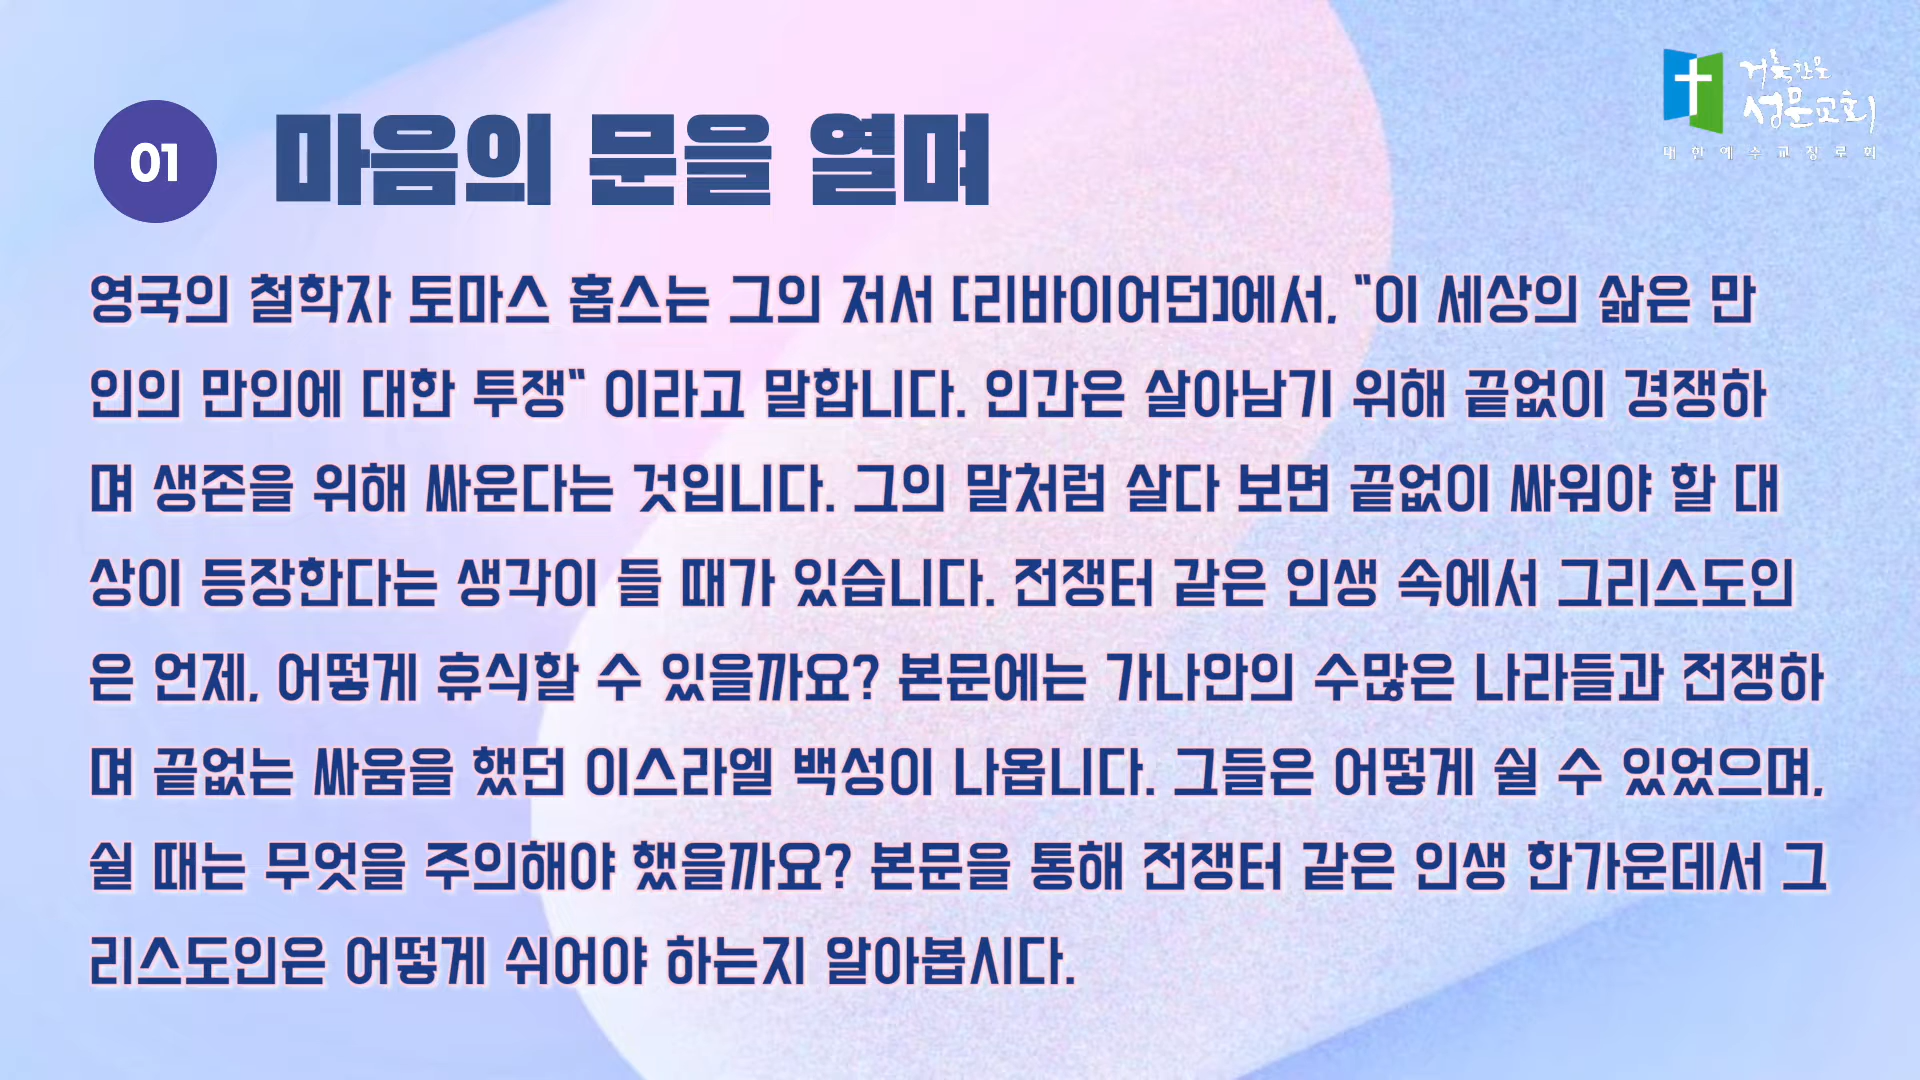 거룩한문
성문교회
대한예수교장로회
01 마음의 문을 열며
영국의 철학자 토마스 홉스는 그의 저서 [리바이어던]에서, "이 세상의 삶은 만
인의 만인에 대한 투쟁" 이라고 말합니다. 인간은 살아남기 위해 끝없이 경쟁하
며 생존을 위해 싸운다는 것입니다. 그의 말처럼 살다 보면 끝없이 싸워야 할 대
상이 등장한다는 생각이 들 때가 있습니다. 전쟁터 같은 인생 속에서 그리스도인
은 언제, 어떻게 휴식할 수 있을까요? 본문에는 가나안의 수많은 나라들과 전쟁하
며 끝없는 싸움을 했던 이스라엘 백성이 나옵니다. 그들은 어떻게 쉴 수 있었으며,
쉴 때는 무엇을 주의해야 했을까요? 본문을 통해 전쟁터 같은 인생 한가운데서 그
리스도인은 어떻게 쉬어야 하는지 알아봅시다.